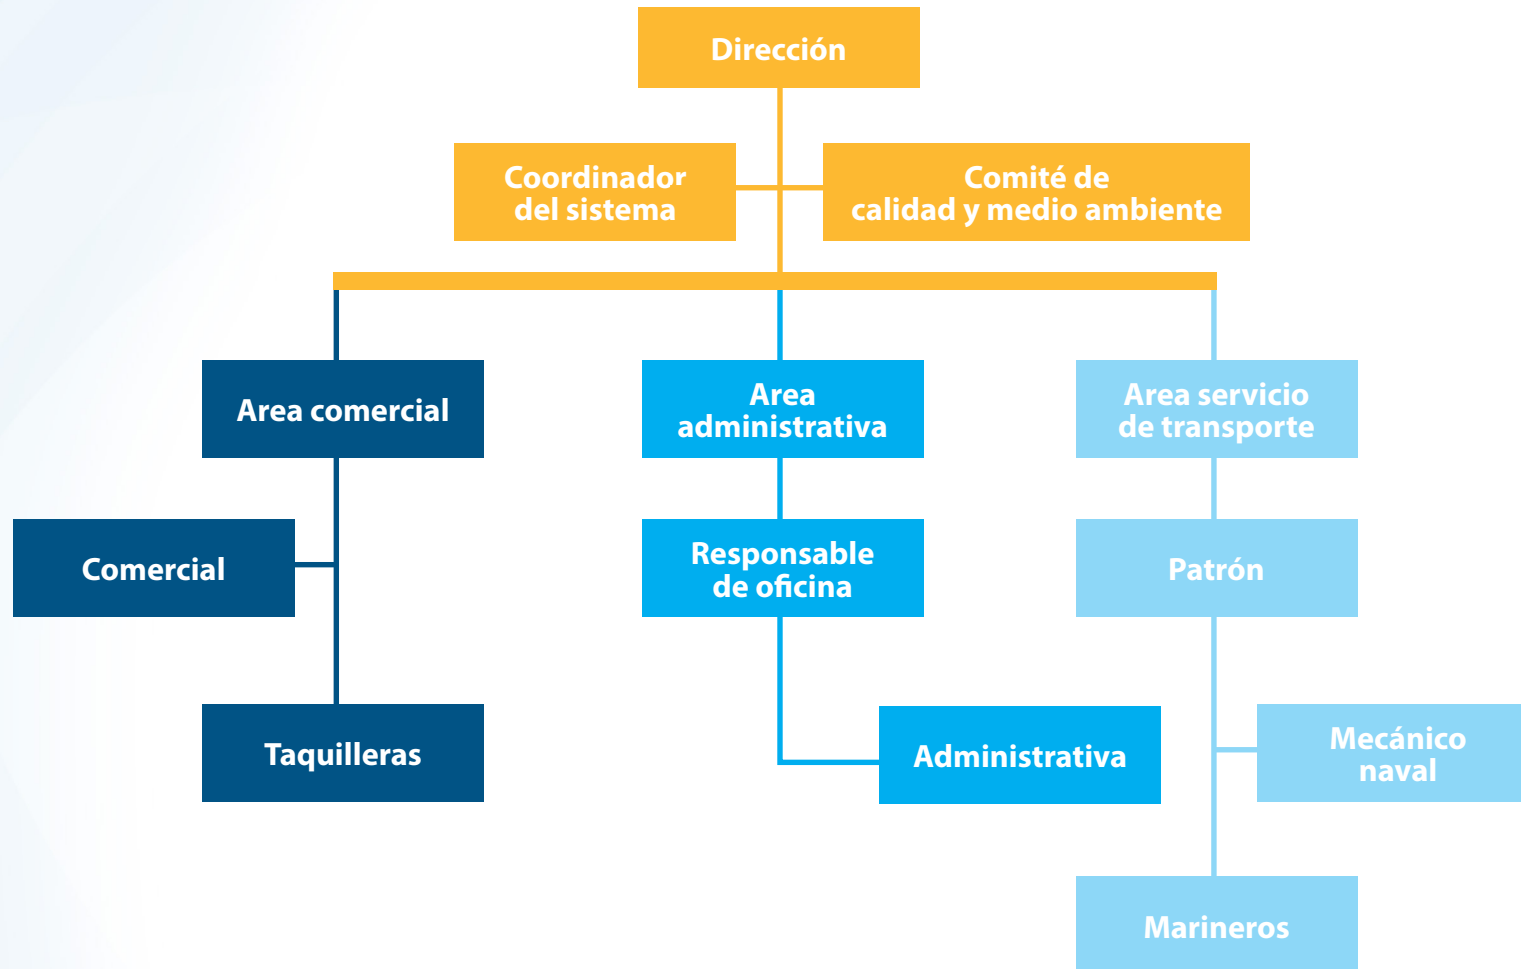 Dirección
Coordinador
del sistema
Comité de
calidad y medio ambiente
Area comercial
Area
administrativa
Area servicio
de transporte
Comercial
Responsable
de oficina
Patrón
Taquilleras
Administrativa
Mecánico
naval
Marineros